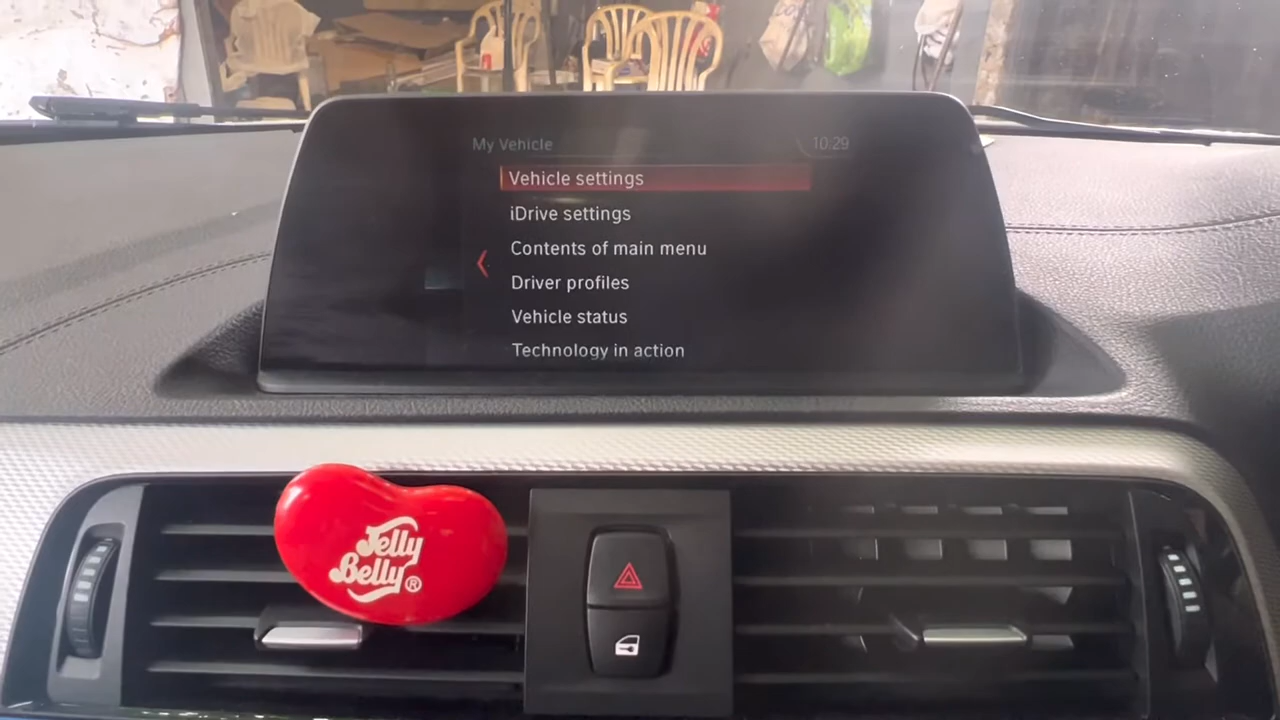 My Vehicle
10:29
Vehicle settings
iDrive settings
Contents of main menu
Driver profiles
Vehicle status
Technology in action
Jelly
Belly®